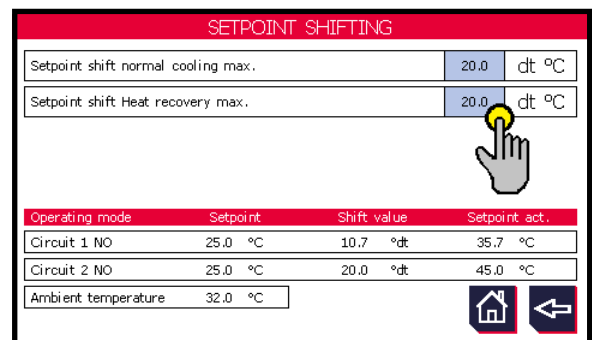 SETPOINT SHIFTING
Setpoint shift normal cooling max. 20.0 dt °C
Setpoint shift Heat recovery max. 20.0 dt °C
Operating mode Setpoint Shift value Setpoint act.
Circuit 1 NO 25.0 °C 10.7 °dt 35.7 °C
Circuit 2 NO 25.0 °C 20.0 °dt 45.0 °C
Ambient temperature 32.0 °C